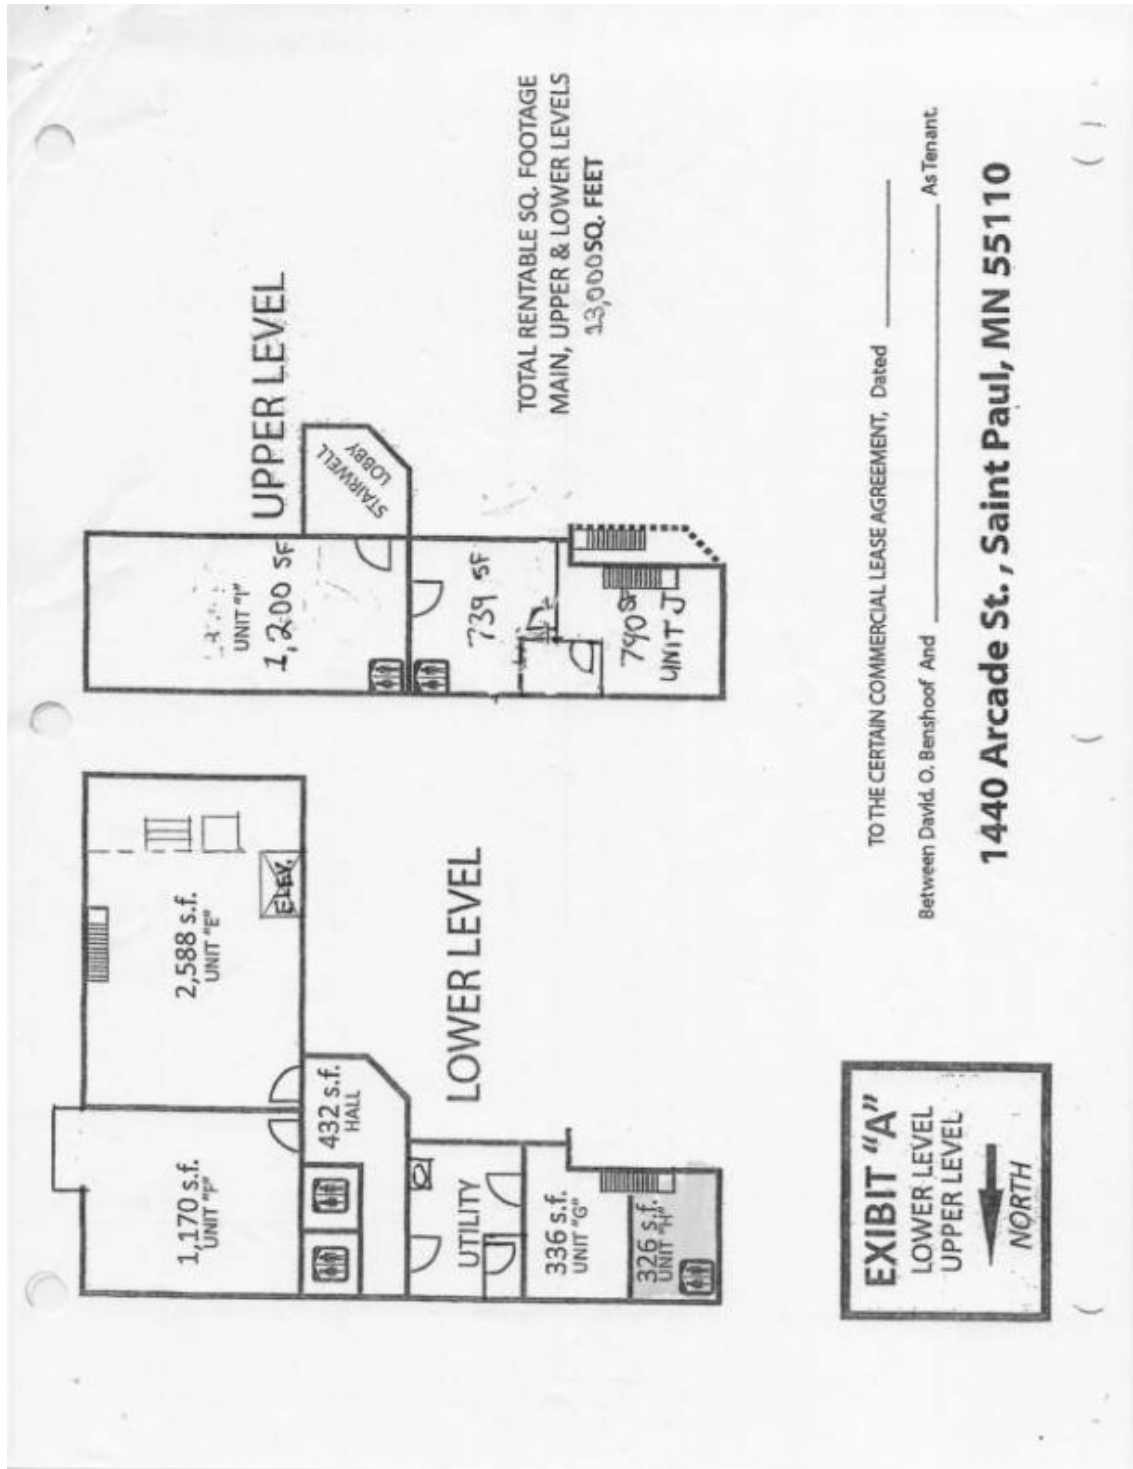 UPPER LEVEL
UNIT "I"
1,200 SF
STAIRWELL
LOBBY
739 SF
790 SF
UNIT J
TOTAL RENTABLE SQ. FOOTAGE
MAIN, UPPER & LOWER LEVELS
13,000 SQ. FEET
2,588 s.f.
UNIT "E"
ELEV.
1,170 s.f.
UNIT "F"
432 s.f.
HALL
LOWER LEVEL
UTILITY
336 s.f.
UNIT "G"
326 s.f.
UNIT "H"
EXIBIT "A"
LOWER LEVEL
UPPER LEVEL
NORTH
TO THE CERTAIN COMMERCIAL LEASE AGREEMENT, Dated
Between David. O. Benshoof And As Tenant.
1440 Arcade St., Saint Paul, MN 55110